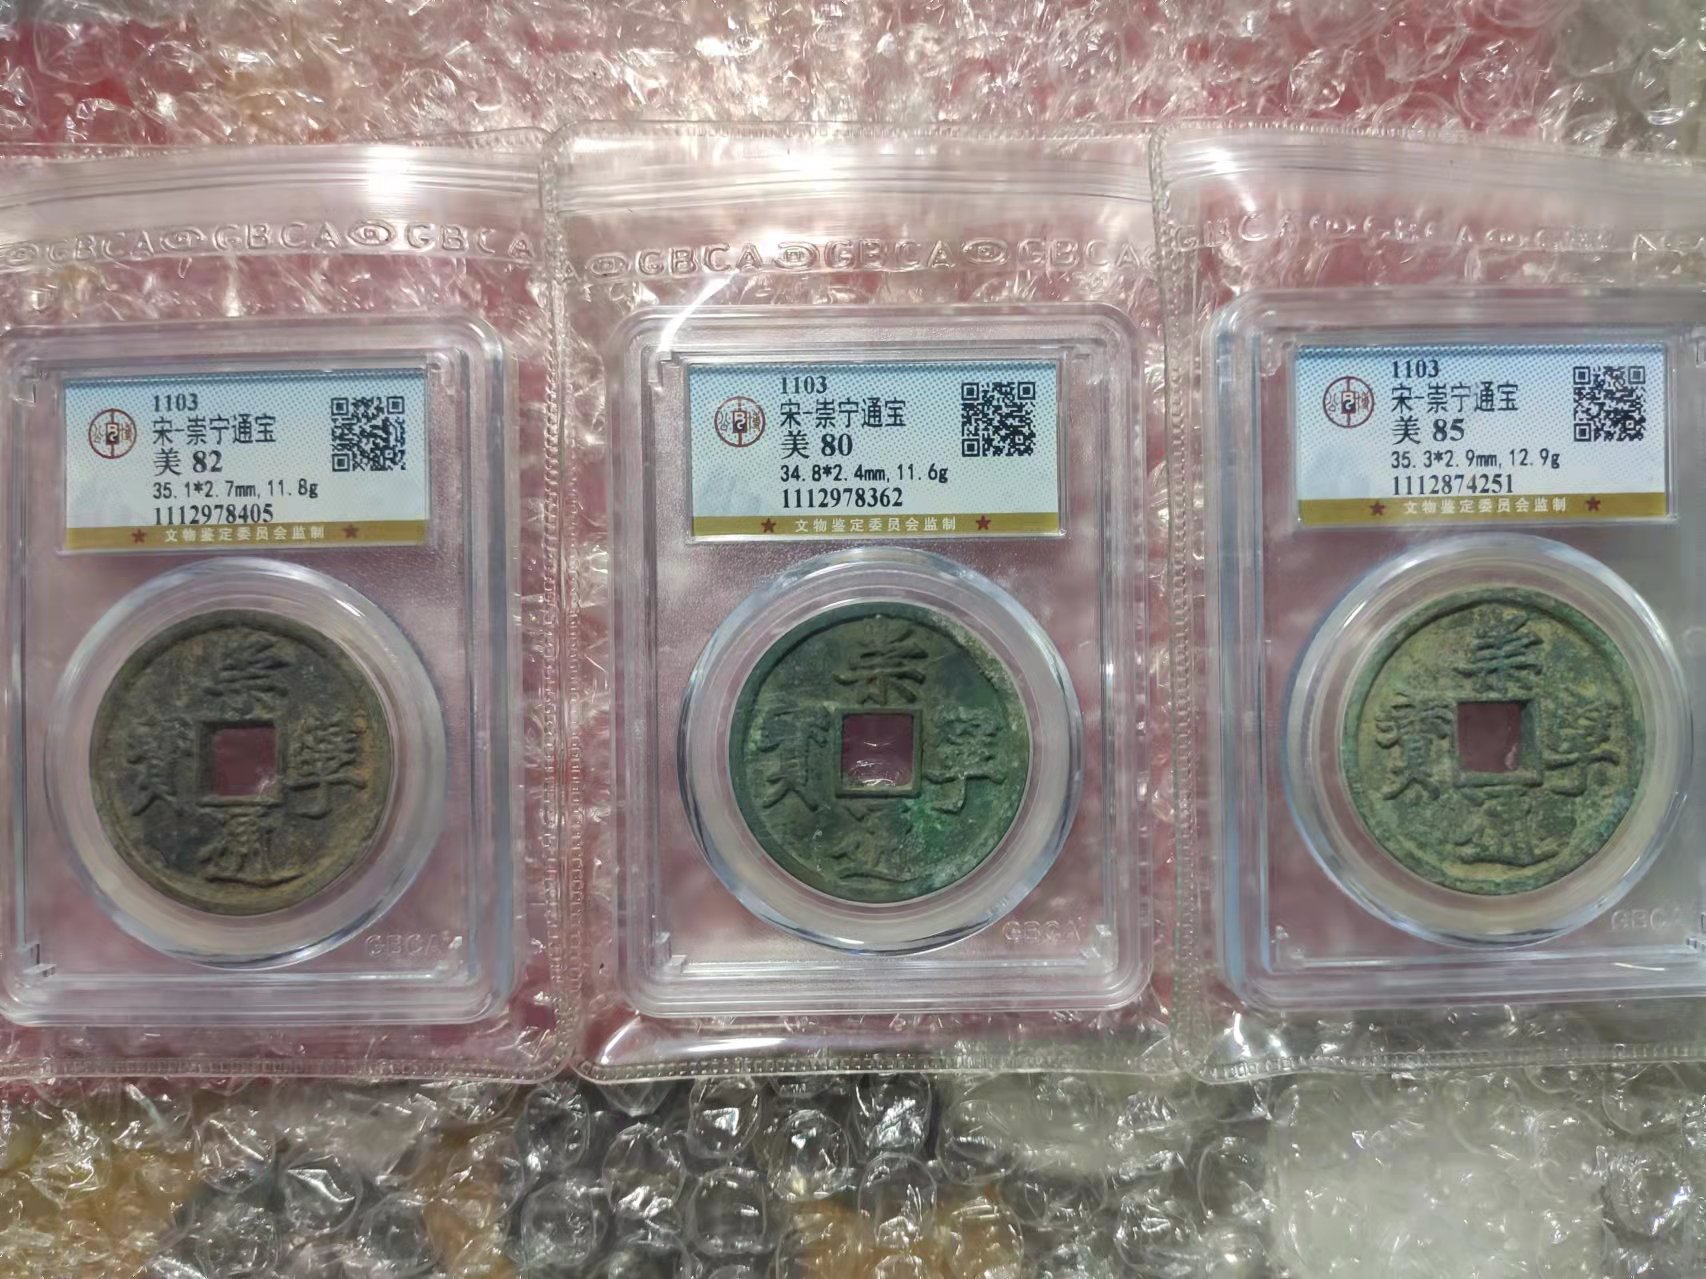 GBCA GBCA GBCA
GBCA GBCA GBCA
GBCA
1103
宋-崇宁通宝
美 82
35.1*2.7mm,11.8g
1112978405
★ 文物鉴定委员会监制 ★
崇
寧
通
寶
GBCA
1103
宋-崇宁通宝
美 80
34.8*2.4mm,11.6g
1112978362
★ 文物鉴定委员会监制 ★
崇
寧
通
寶
GBCA
1103
宋-崇宁通宝
美 85
35.3*2.9mm,12.9g
1112874251
★ 文物鉴定委员会监制 ★
崇
寧
通
寶
GBCA